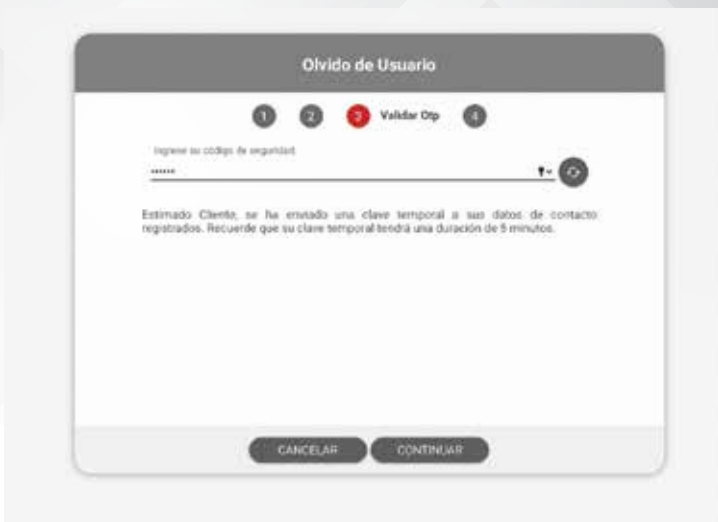 Olvido de Usuario
1 2 3 Validar Otp 4
Ingrese su código de seguridad
••••••
Estimado Cliente, se ha enviado una clave temporal a sus datos de contacto
registrados. Recuerde que su clave temporal tendrá una duración de 5 minutos.
CANCELAR CONTINUAR